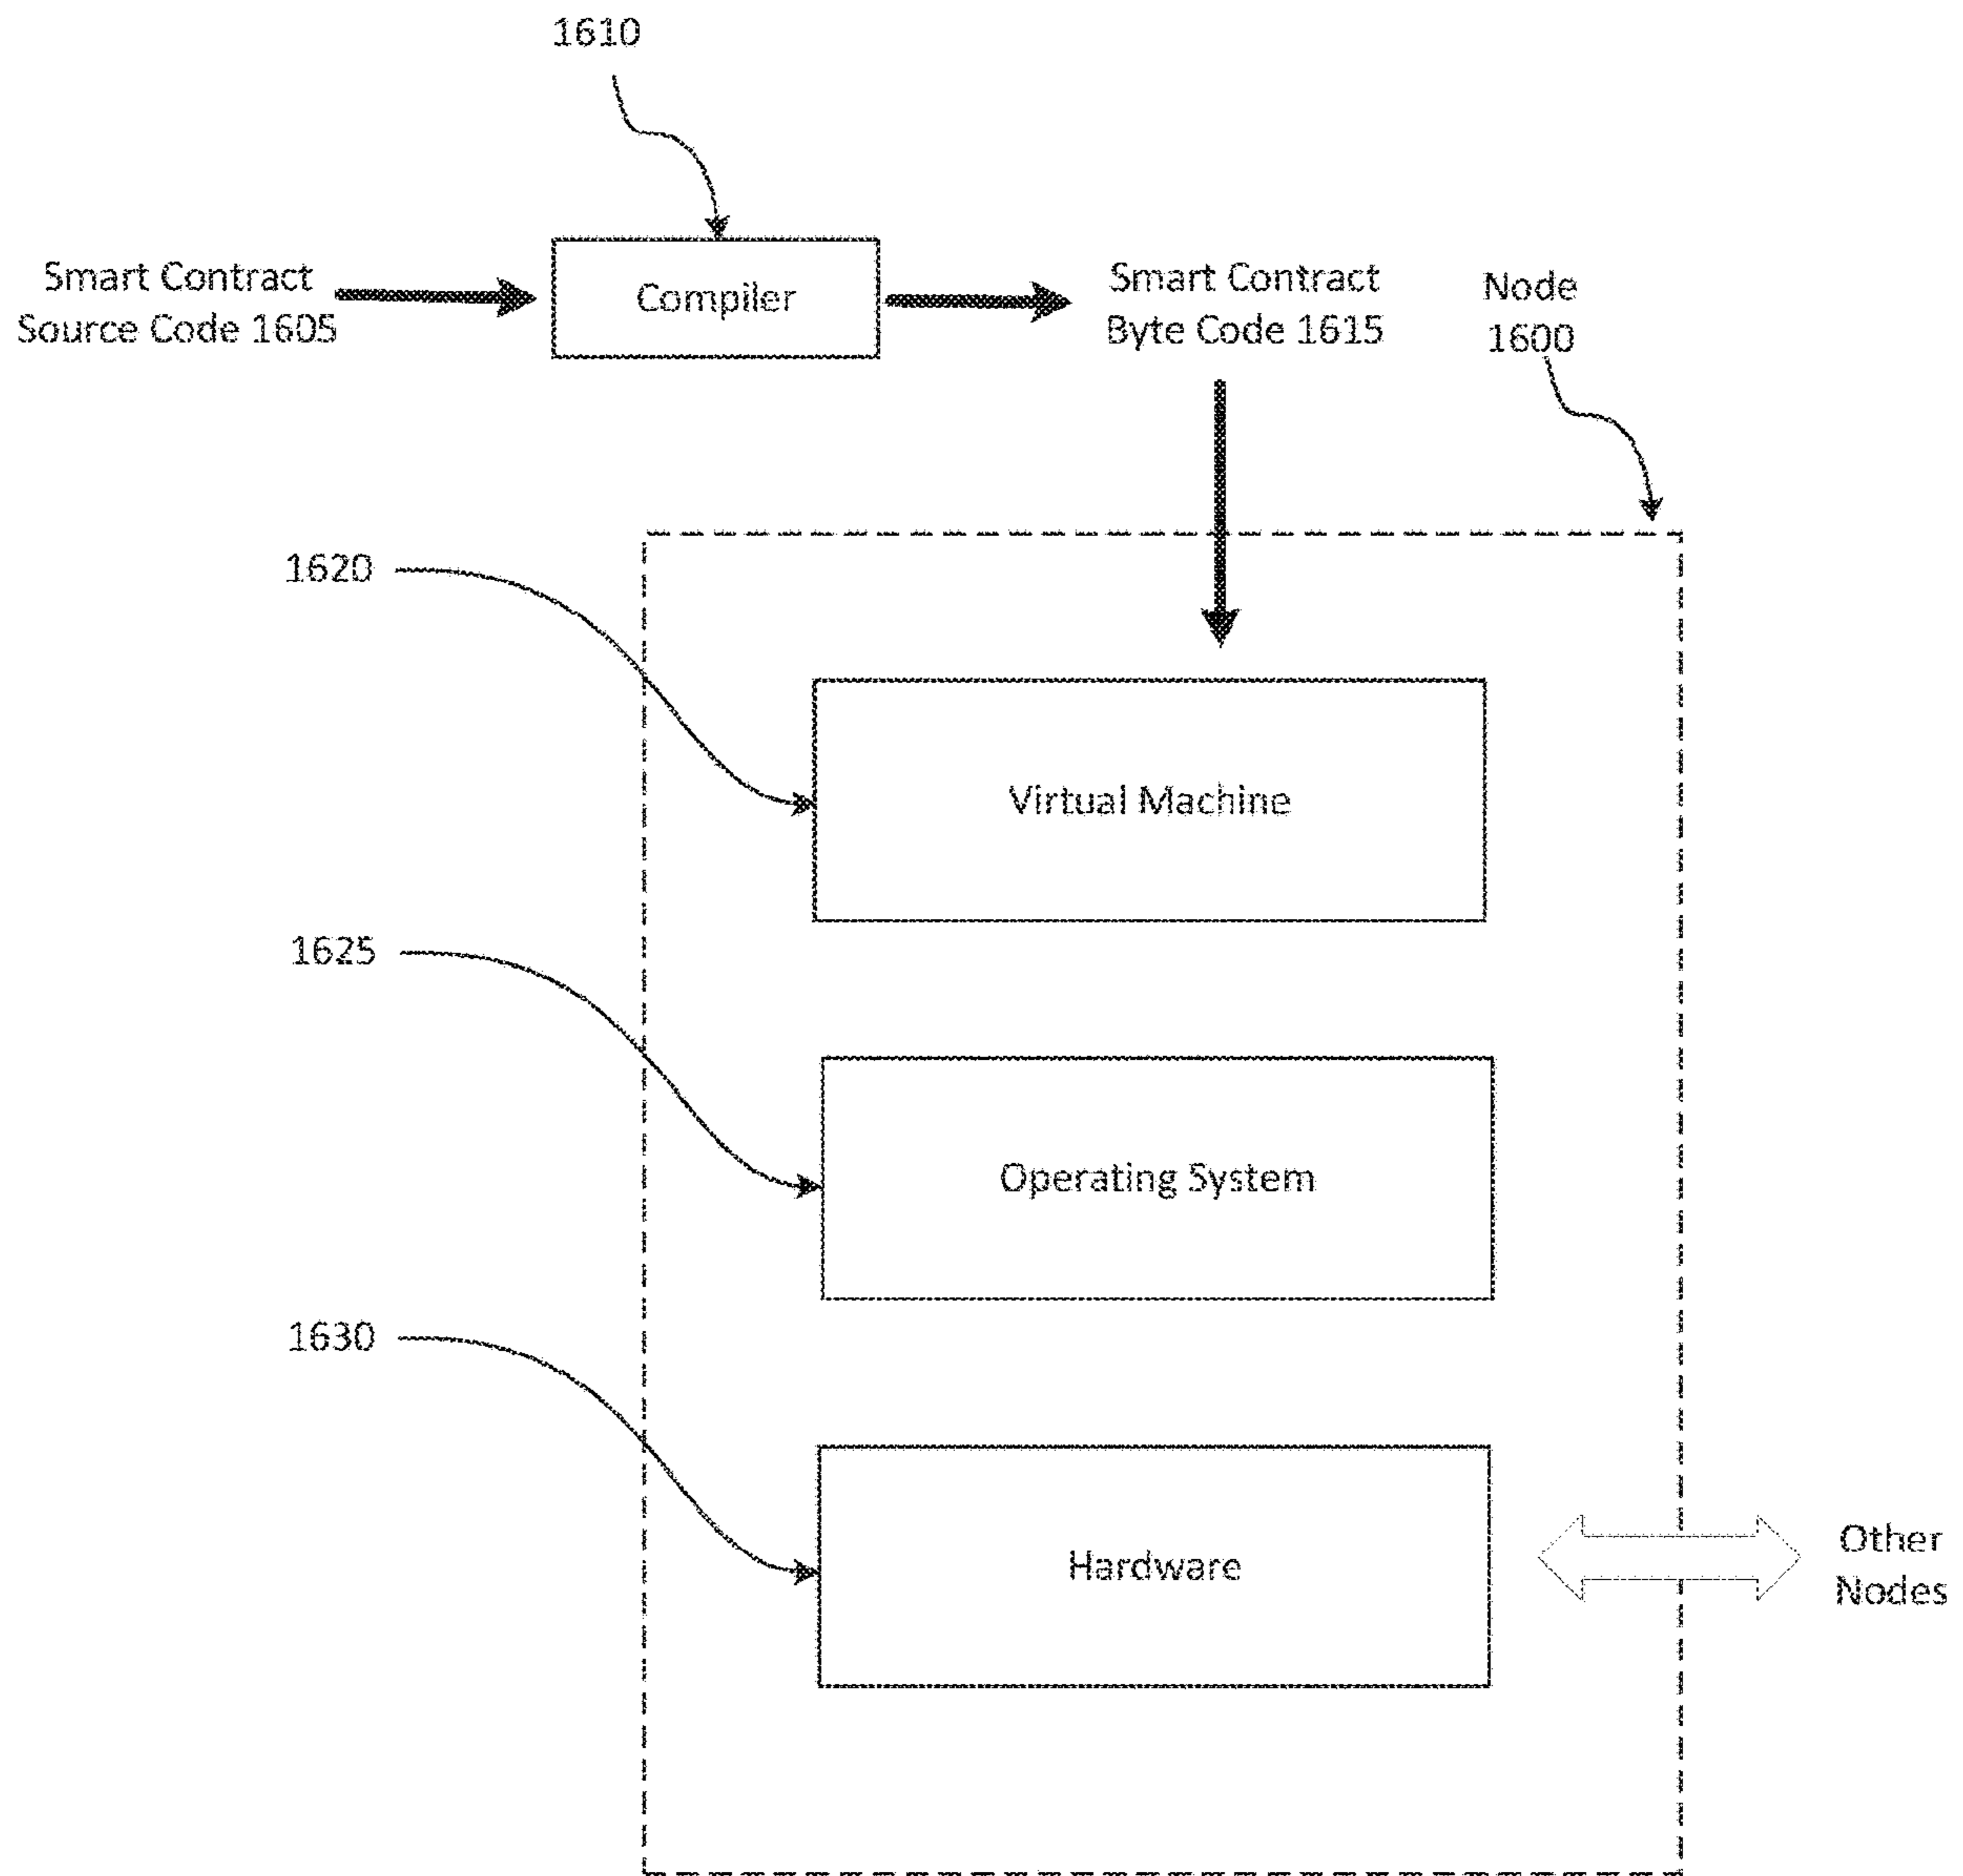 1610
Smart Contract
Source Code 1605
Compiler
Smart Contract
Byte Code 1615
Node
1600
1620
Virtual Machine
1625
Operating System
1630
Hardware
Other
Nodes